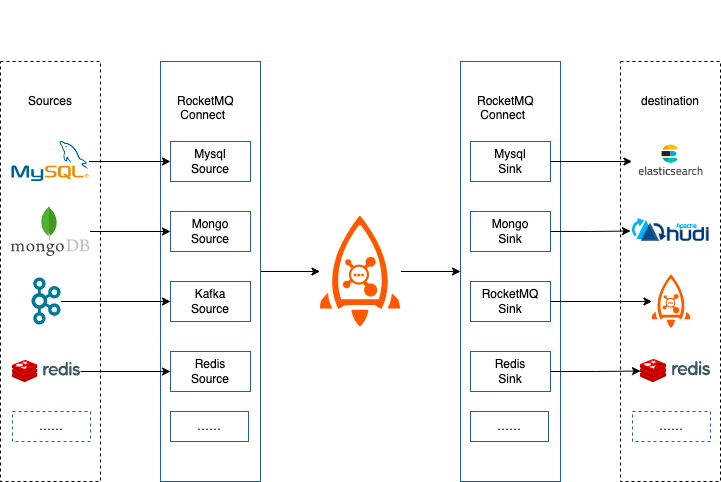 Sources
MySQL®
mongoDB
redis
......
RocketMQ
Connect
Mysql
Source
Mongo
Source
Kafka
Source
Redis
Source
......
RocketMQ
Connect
Mysql
Sink
Mongo
Sink
RocketMQ
Sink
Redis
Sink
......
destination
elasticsearch
Apache
hudi
redis
......